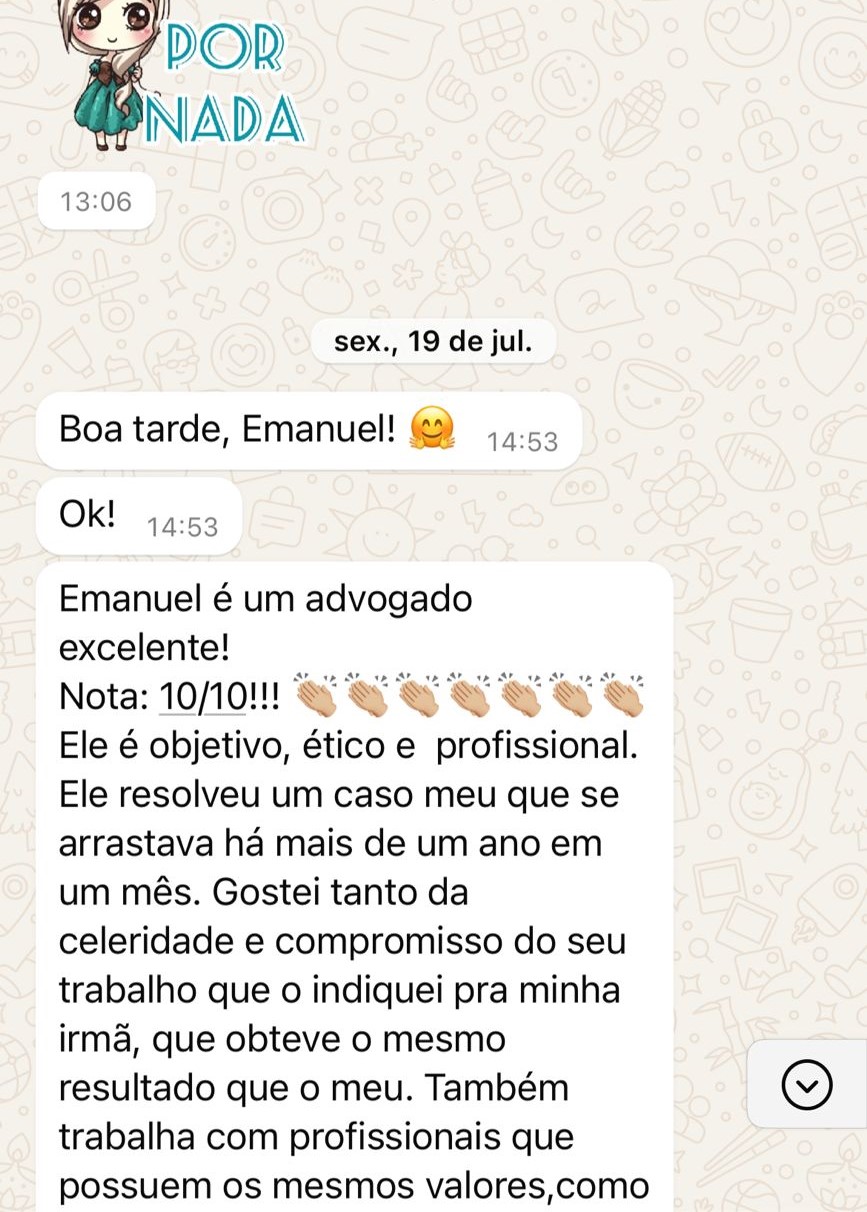 POR
NADA
13:06
sex., 19 de jul.
Boa tarde, Emanuel! 🤗 14:53
Ok! 14:53
Emanuel é um advogado
excelente!
Nota: 10/10!!! 👏🏼👏🏼👏🏼👏🏼👏🏼👏🏼👏🏼
Ele é objetivo, ético e  profissional.
Ele resolveu um caso meu que se
arrastava há mais de um ano em
um mês. Gostei tanto da
celeridade e compromisso do seu
trabalho que o indiquei pra minha
irmã, que obteve o mesmo
resultado que o meu. Também
trabalha com profissionais que
possuem os mesmos valores,como